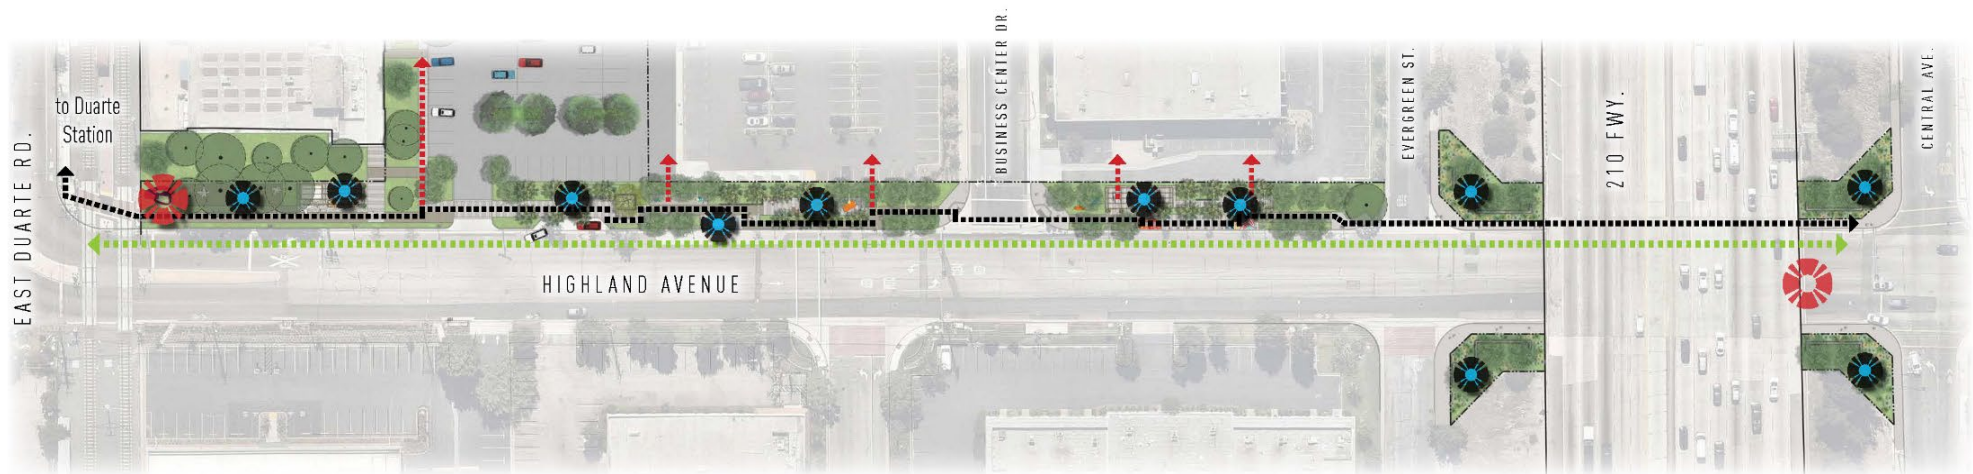 to Duarte
Station
EAST DUARTE RD.
HIGHLAND AVENUE
BUSINESS CENTER DR.
EVERGREEN ST.
210 FWY.
CENTRAL AVE.